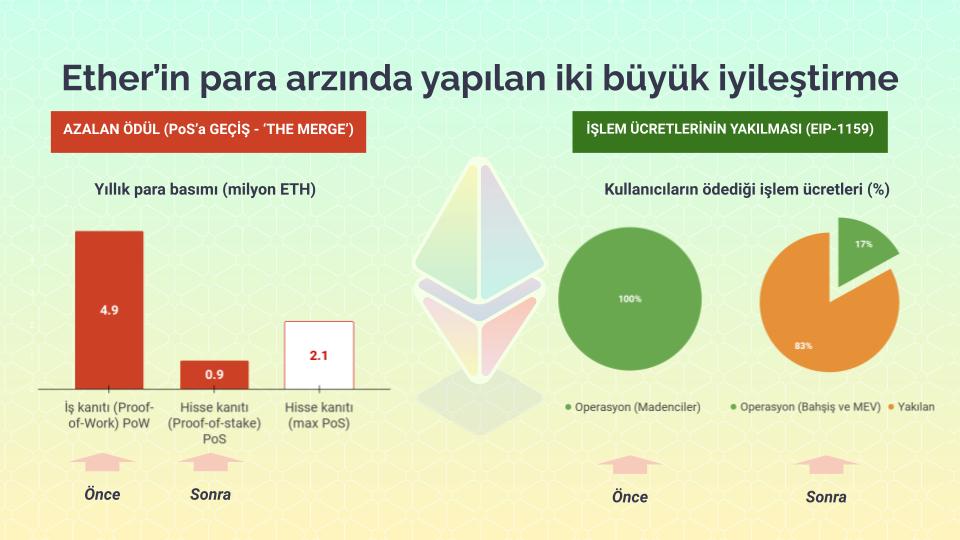 Ether’in para arzında yapılan iki büyük iyileştirme
AZALAN ÖDÜL (PoS’a GEÇİŞ - ‘THE MERGE’)
Yıllık para basımı (milyon ETH)
4.9
0.9
2.1
İş kanıtı (Proof-
of-Work) PoW
Hisse kanıtı
(Proof-of-stake)
PoS
Hisse kanıtı
(max PoS)
Önce
Sonra
İŞLEM ÜCRETLERİNİN YAKILMASI (EIP-1159)
Kullanıcıların ödediği işlem ücretleri (%)
100%
17%
83%
Operasyon (Madenciler)
Operasyon (Bahşiş ve MEV)
Yakılan
Önce
Sonra